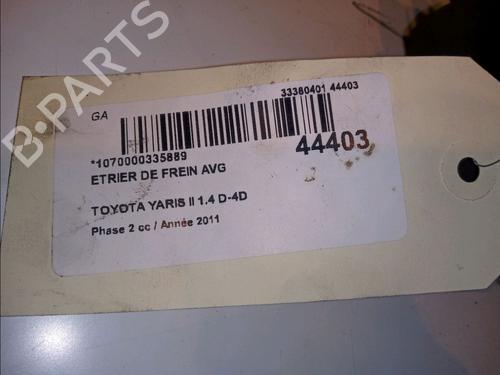 B-PARTS
GA
33380401 44403
*1070000335889
44403
ETRIER DE FREIN AVG
TOYOTA YARIS II 1.4 D-4D
Phase 2 cc / Année 2011